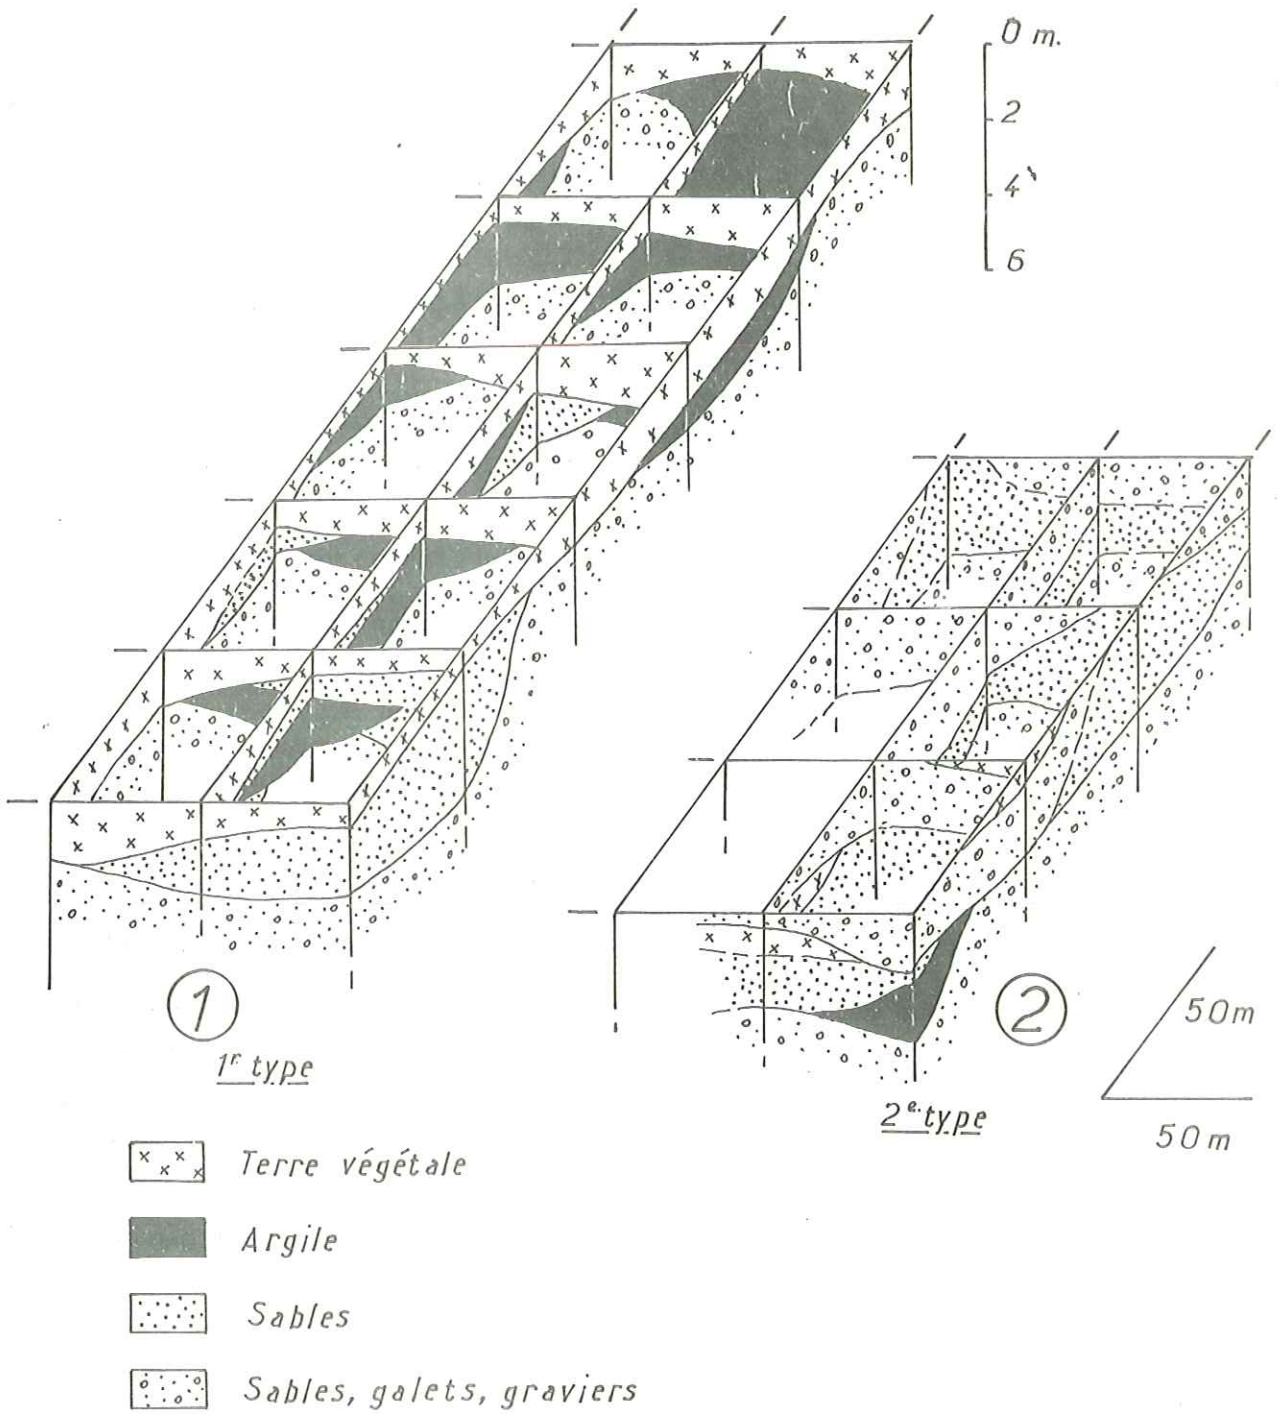 0 m.
2
4
6
1
1r type
2
2e. type
50m
50m
Terre végétale
Argile
Sables
Sables, galets, graviers